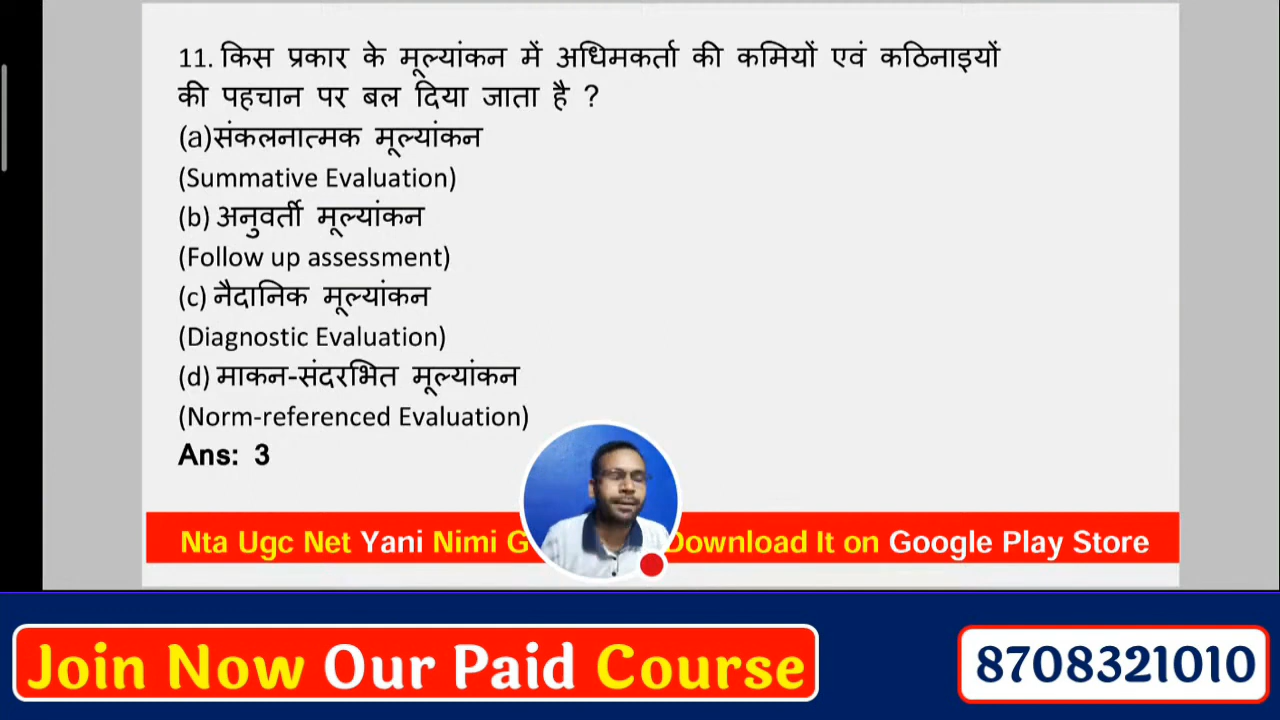 11. किस प्रकार के मूल्यांकन में अधिमकर्ता की कमियों एवं कठिनाइयों
की पहचान पर बल दिया जाता है ?
(a)संकलनात्मक मूल्यांकन
(Summative Evaluation)
(b) अनुवर्ती मूल्यांकन
(Follow up assessment)
(c) नैदानिक मूल्यांकन
(Diagnostic Evaluation)
(d) माकन-संदरभित मूल्यांकन
(Norm-referenced Evaluation)
Ans: 3
Nta Ugc Net Yani Nimi Download It on Google Play Store
Join Now Our Paid Course
8708321010